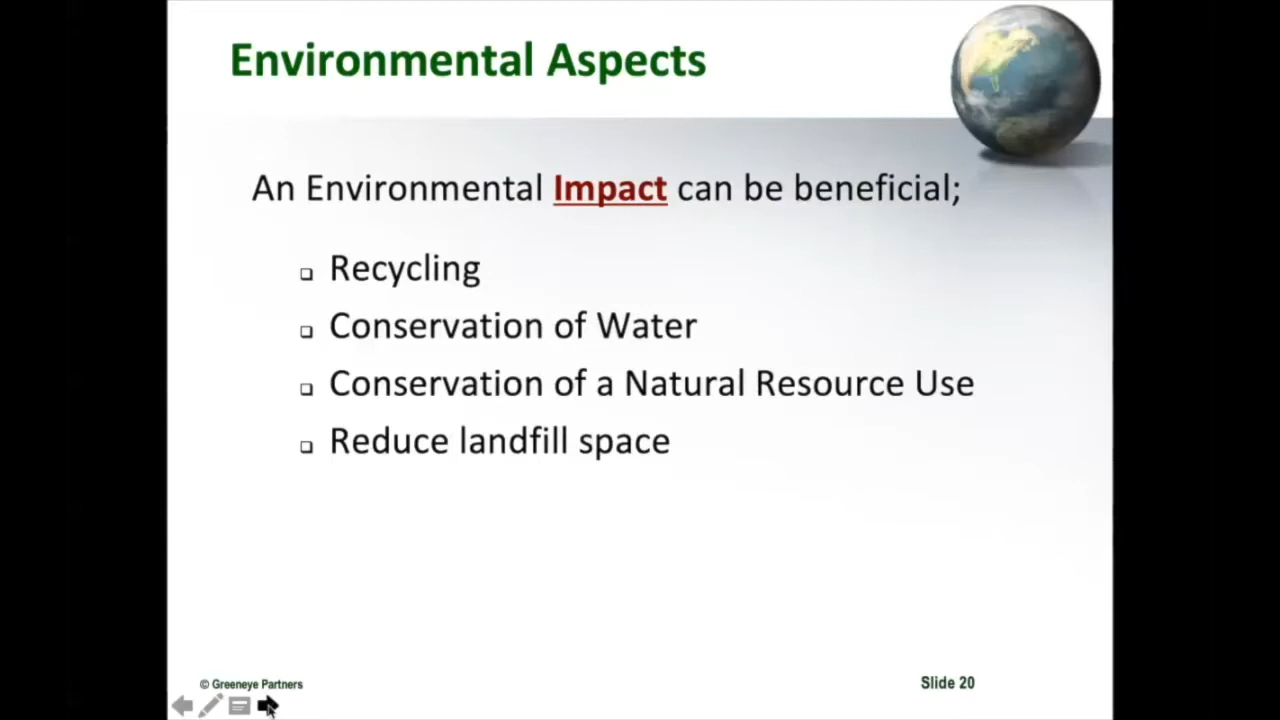 Environmental Aspects
An Environmental Impact can be beneficial;
Recycling
Conservation of Water
Conservation of a Natural Resource Use
Reduce landfill space
© Greeneye Partners
Slide 20